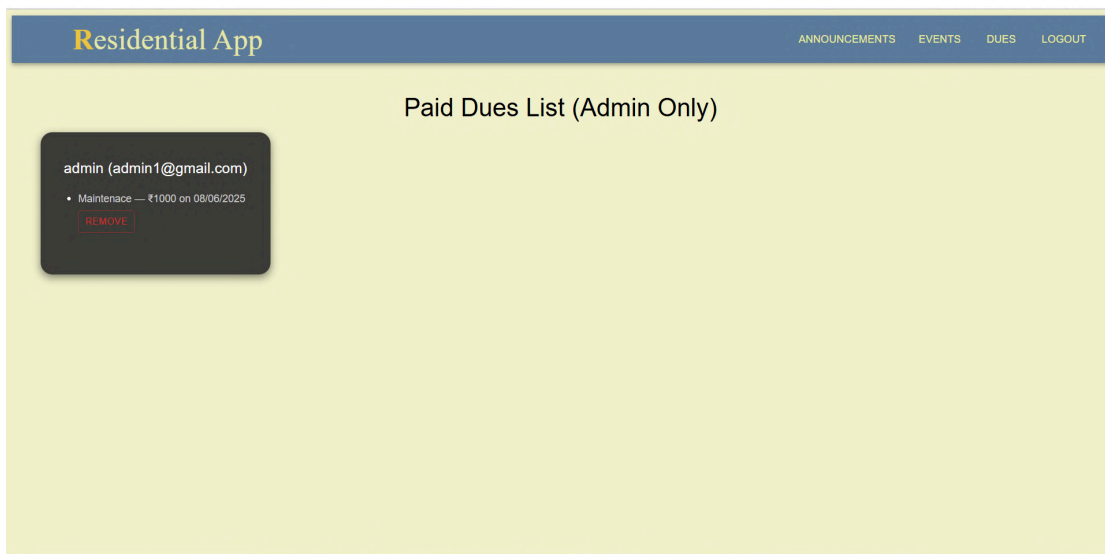 Residential App
ANNOUNCEMENTS EVENTS DUES LOGOUT
Paid Dues List (Admin Only)
admin (admin1@gmail.com)
• Maintenace — ₹1000 on 08/06/2025
REMOVE